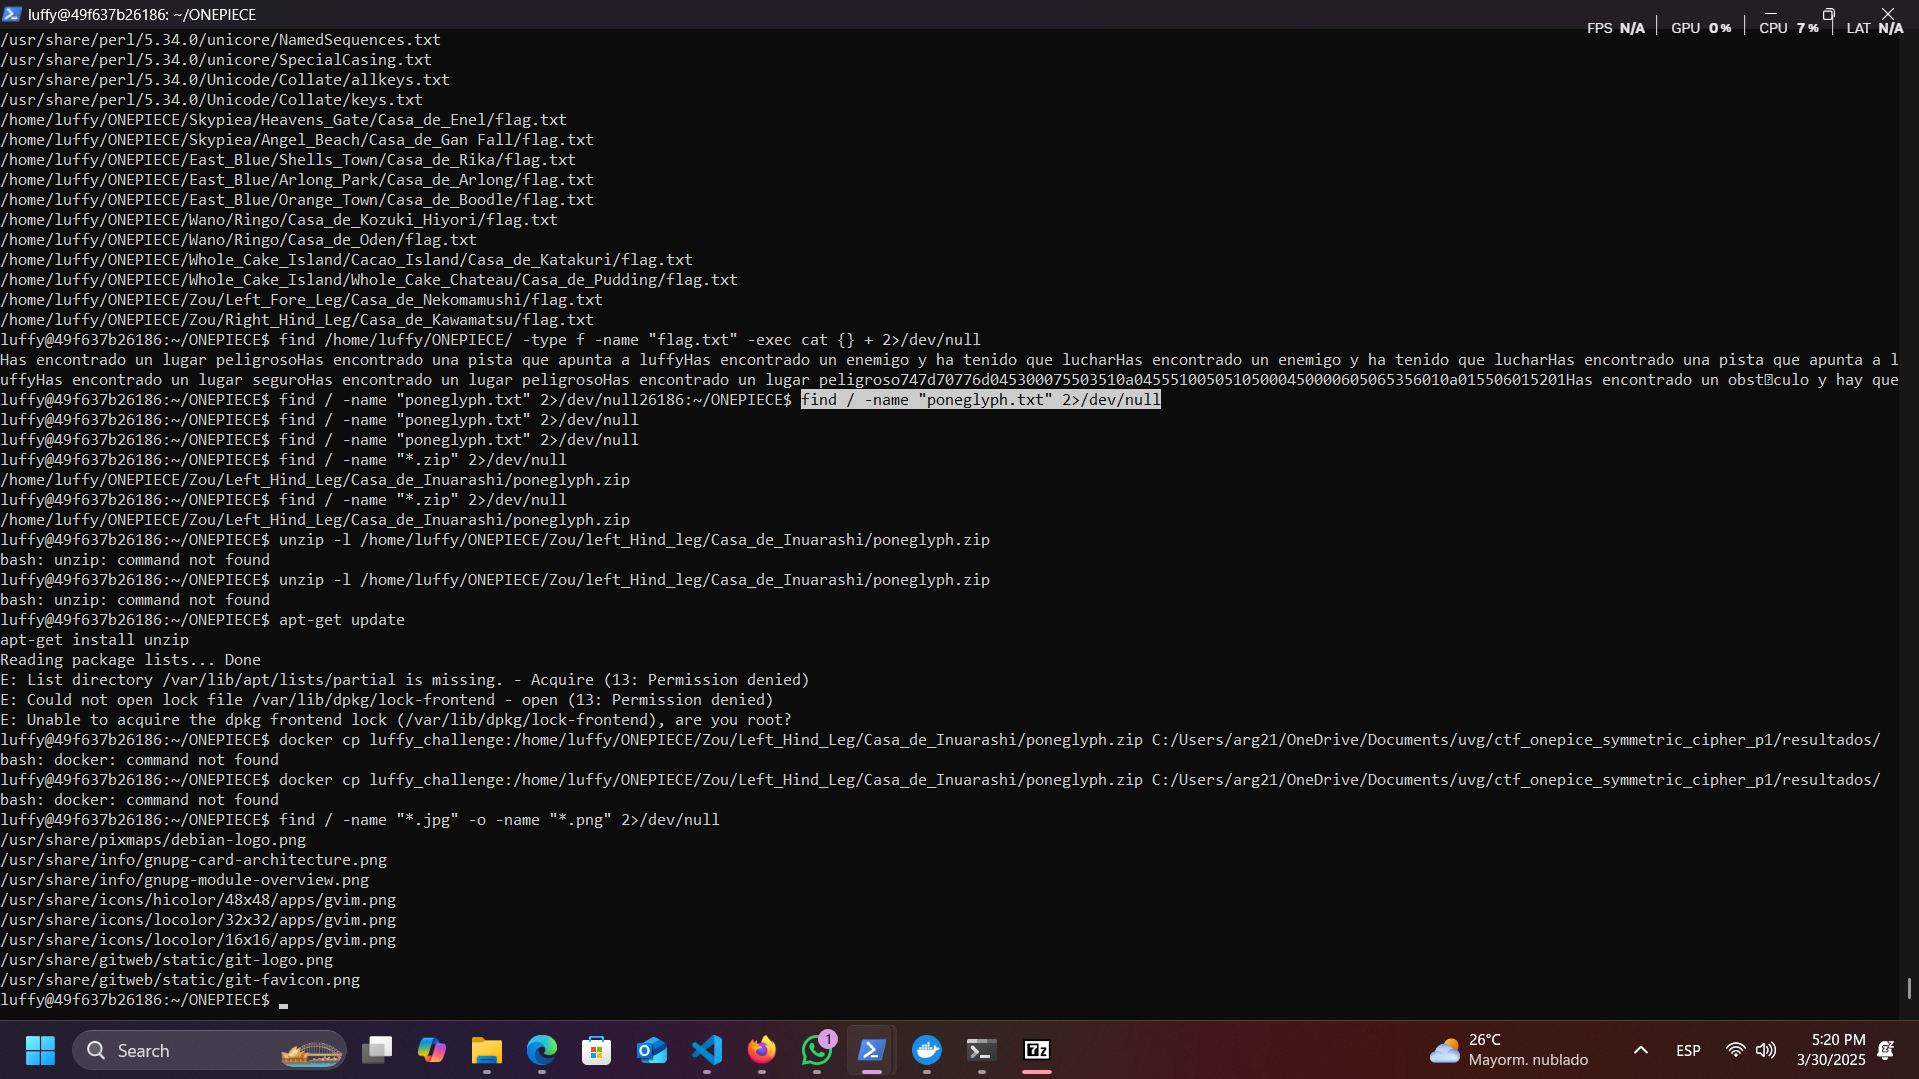 luffy@49f637b26186: ~/ONEPIECE
FPS N/A GPU 0% CPU 7% LAT N/A
/usr/share/perl/5.34.0/unicore/NamedSequences.txt
/usr/share/perl/5.34.0/unicore/SpecialCasing.txt
/usr/share/perl/5.34.0/Unicode/Collate/allkeys.txt
/usr/share/perl/5.34.0/Unicode/Collate/keys.txt
/home/luffy/ONEPIECE/Skypiea/Heavens_Gate/Casa_de_Enel/flag.txt
/home/luffy/ONEPIECE/Skypiea/Angel_Beach/Casa_de_Gan Fall/flag.txt
/home/luffy/ONEPIECE/East_Blue/Shells_Town/Casa_de_Rika/flag.txt
/home/luffy/ONEPIECE/East_Blue/Arlong_Park/Casa_de_Arlong/flag.txt
/home/luffy/ONEPIECE/East_Blue/Orange_Town/Casa_de_Boodle/flag.txt
/home/luffy/ONEPIECE/Wano/Ringo/Casa_de_Kozuki_Hiyori/flag.txt
/home/luffy/ONEPIECE/Wano/Ringo/Casa_de_Oden/flag.txt
/home/luffy/ONEPIECE/Whole_Cake_Island/Cacao_Island/Casa_de_Katakuri/flag.txt
/home/luffy/ONEPIECE/Whole_Cake_Island/Whole_Cake_Chateau/Casa_de_Pudding/flag.txt
/home/luffy/ONEPIECE/Zou/Left_Fore_Leg/Casa_de_Nekomamushi/flag.txt
/home/luffy/ONEPIECE/Zou/Right_Hind_Leg/Casa_de_Kawamatsu/flag.txt
luffy@49f637b26186:~/ONEPIECE$ find /home/luffy/ONEPIECE/ -type f -name "flag.txt" -exec cat {} + 2>/dev/null
Has encontrado un lugar peligrosoHas encontrado una pista que apunta a luffyHas encontrado un enemigo y ha tenido que lucharHas encontrado un enemigo y ha tenido que lucharHas encontrado una pista que apunta a l
uffyHas encontrado un lugar seguroHas encontrado un lugar peligrosoHas encontrado un lugar peligroso747d70776d045300075503510a04555100505105000450000605065356010a015506015201Has encontrado un obst�culo y hay que
luffy@49f637b26186:~/ONEPIECE$ find / -name "poneglyph.txt" 2>/dev/null26186:~/ONEPIECE$ find / -name "poneglyph.txt" 2>/dev/null
luffy@49f637b26186:~/ONEPIECE$ find / -name "poneglyph.txt" 2>/dev/null
luffy@49f637b26186:~/ONEPIECE$ find / -name "poneglyph.txt" 2>/dev/null
luffy@49f637b26186:~/ONEPIECE$ find / -name "*.zip" 2>/dev/null
/home/luffy/ONEPIECE/Zou/Left_Hind_Leg/Casa_de_Inuarashi/poneglyph.zip
luffy@49f637b26186:~/ONEPIECE$ find / -name "*.zip" 2>/dev/null
/home/luffy/ONEPIECE/Zou/Left_Hind_Leg/Casa_de_Inuarashi/poneglyph.zip
luffy@49f637b26186:~/ONEPIECE$ unzip -l /home/luffy/ONEPIECE/Zou/left_Hind_leg/Casa_de_Inuarashi/poneglyph.zip
bash: unzip: command not found
luffy@49f637b26186:~/ONEPIECE$ unzip -l /home/luffy/ONEPIECE/Zou/left_Hind_leg/Casa_de_Inuarashi/poneglyph.zip
bash: unzip: command not found
luffy@49f637b26186:~/ONEPIECE$ apt-get update
apt-get install unzip
Reading package lists... Done
E: List directory /var/lib/apt/lists/partial is missing. - Acquire (13: Permission denied)
E: Could not open lock file /var/lib/dpkg/lock-frontend - open (13: Permission denied)
E: Unable to acquire the dpkg frontend lock (/var/lib/dpkg/lock-frontend), are you root?
luffy@49f637b26186:~/ONEPIECE$ docker cp luffy_challenge:/home/luffy/ONEPIECE/Zou/Left_Hind_Leg/Casa_de_Inuarashi/poneglyph.zip C:/Users/arg21/OneDrive/Documents/uvg/ctf_onepice_symmetric_cipher_p1/resultados/
bash: docker: command not found
luffy@49f637b26186:~/ONEPIECE$ docker cp luffy_challenge:/home/luffy/ONEPIECE/Zou/Left_Hind_Leg/Casa_de_Inuarashi/poneglyph.zip C:/Users/arg21/OneDrive/Documents/uvg/ctf_onepice_symmetric_cipher_p1/resultados/
bash: docker: command not found
luffy@49f637b26186:~/ONEPIECE$ find / -name "*.jpg" -o -name "*.png" 2>/dev/null
/usr/share/pixmaps/debian-logo.png
/usr/share/info/gnupg-card-architecture.png
/usr/share/info/gnupg-module-overview.png
/usr/share/icons/hicolor/48x48/apps/gvim.png
/usr/share/icons/locolor/32x32/apps/gvim.png
/usr/share/icons/locolor/16x16/apps/gvim.png
/usr/share/gitweb/static/git-logo.png
/usr/share/gitweb/static/git-favicon.png
luffy@49f637b26186:~/ONEPIECE$
Search
1
7z
26°C
Mayorm. nublado
ESP
5:20 PM
3/30/2025